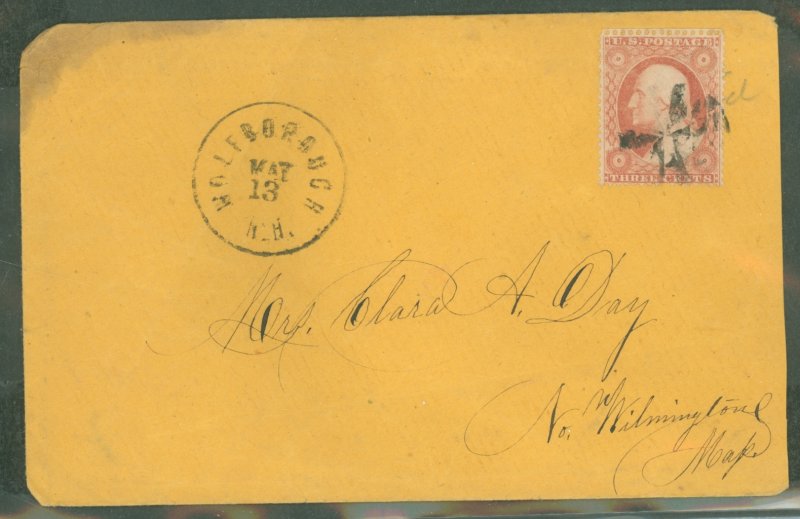 U.S. POSTAGE
THREE CENTS
WOLFBOROUGH
MAY
13
N.H.
Mrs. Clara A. Day
No. Wilmington
Mass.